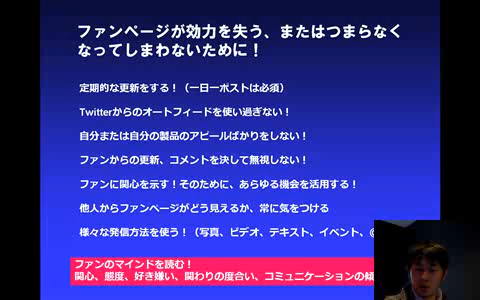 ファンページが効力を失う、またはつまらなく
なってしまわないために！
定期的な更新をする！（一日一ポストは必須）
Twitterからのオートフィードを使い過ぎない！
自分または自分の製品のアピールばかりをしない！
ファンからの更新、コメントを決して無視しない！
ファンに関心を示す！そのために、あらゆる機会を活用する！
他人からファンページがどう見えるか、常に気をつける
様々な発信方法を使う！（写真、ビデオ、テキスト、イベント、@
ファンのマインドを読む！
関心、態度、好き嫌い、関わりの度合い、コミュニケーションの傾